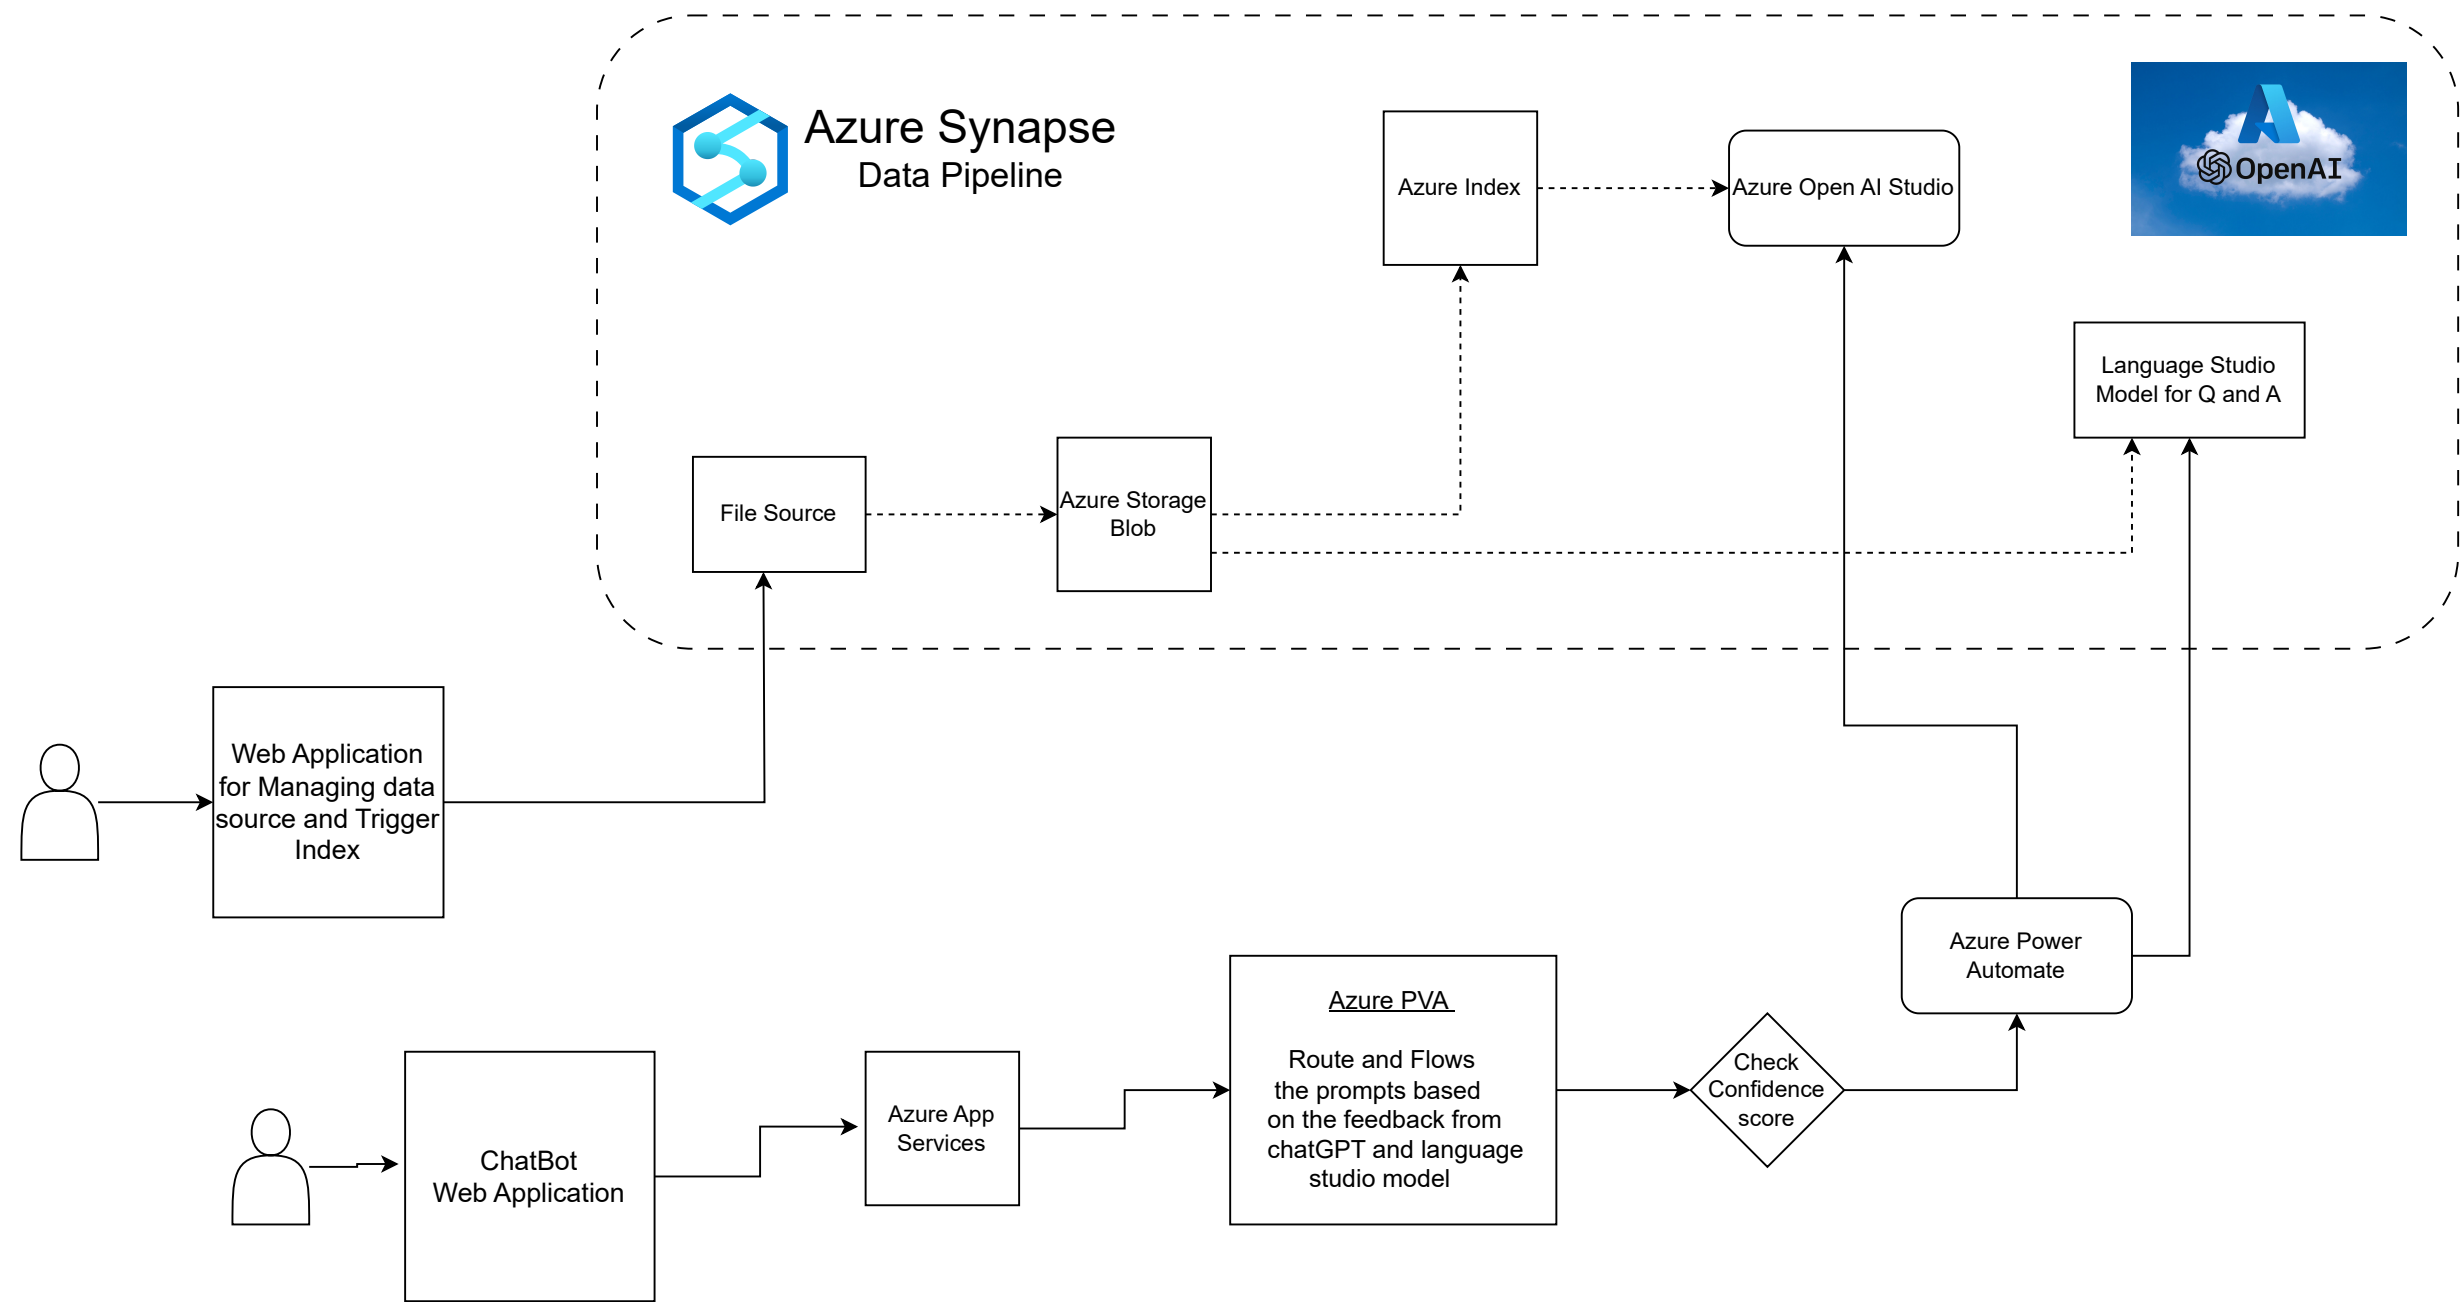 Azure Synapse
Data Pipeline
OpenAI
Azure Index
Azure Open AI Studio
Language Studio
Model for Q and A
File Source
Azure Storage
Blob
Web Application
for Managing data
source and Trigger
Index
Azure Power
Automate
Azure PVA
Route and Flows
the prompts based
on the feedback from
chatGPT and language
studio model
Check
Confidence
score
Azure App
Services
ChatBot
Web Application